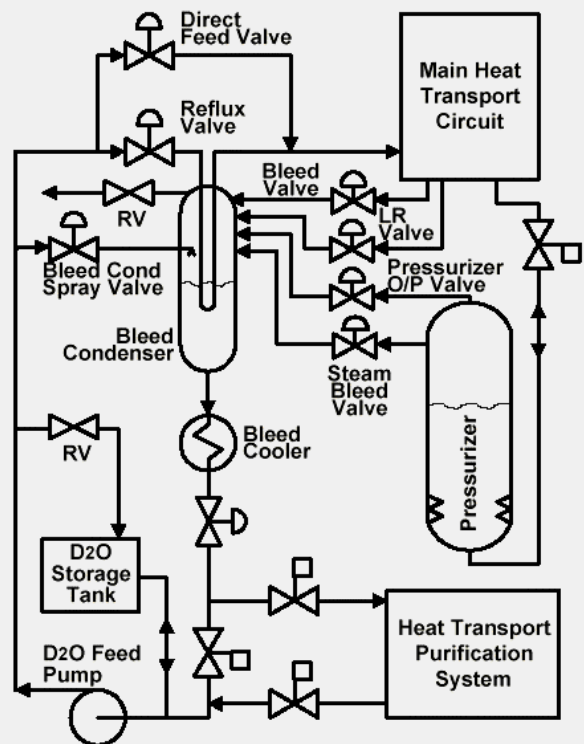 Direct
Feed Valve
Main Heat
Transport
Circuit
Reflux
Valve
Bleed
Valve
RV
LR
Valve
Bleed Cond
Spray Valve
Pressurizer
O/P Valve
Bleed
Condenser
Steam
Bleed
Valve
Pressurizer
Bleed
Cooler
RV
D2O
Storage
Tank
Heat Transport
Purification
System
D2O Feed
Pump